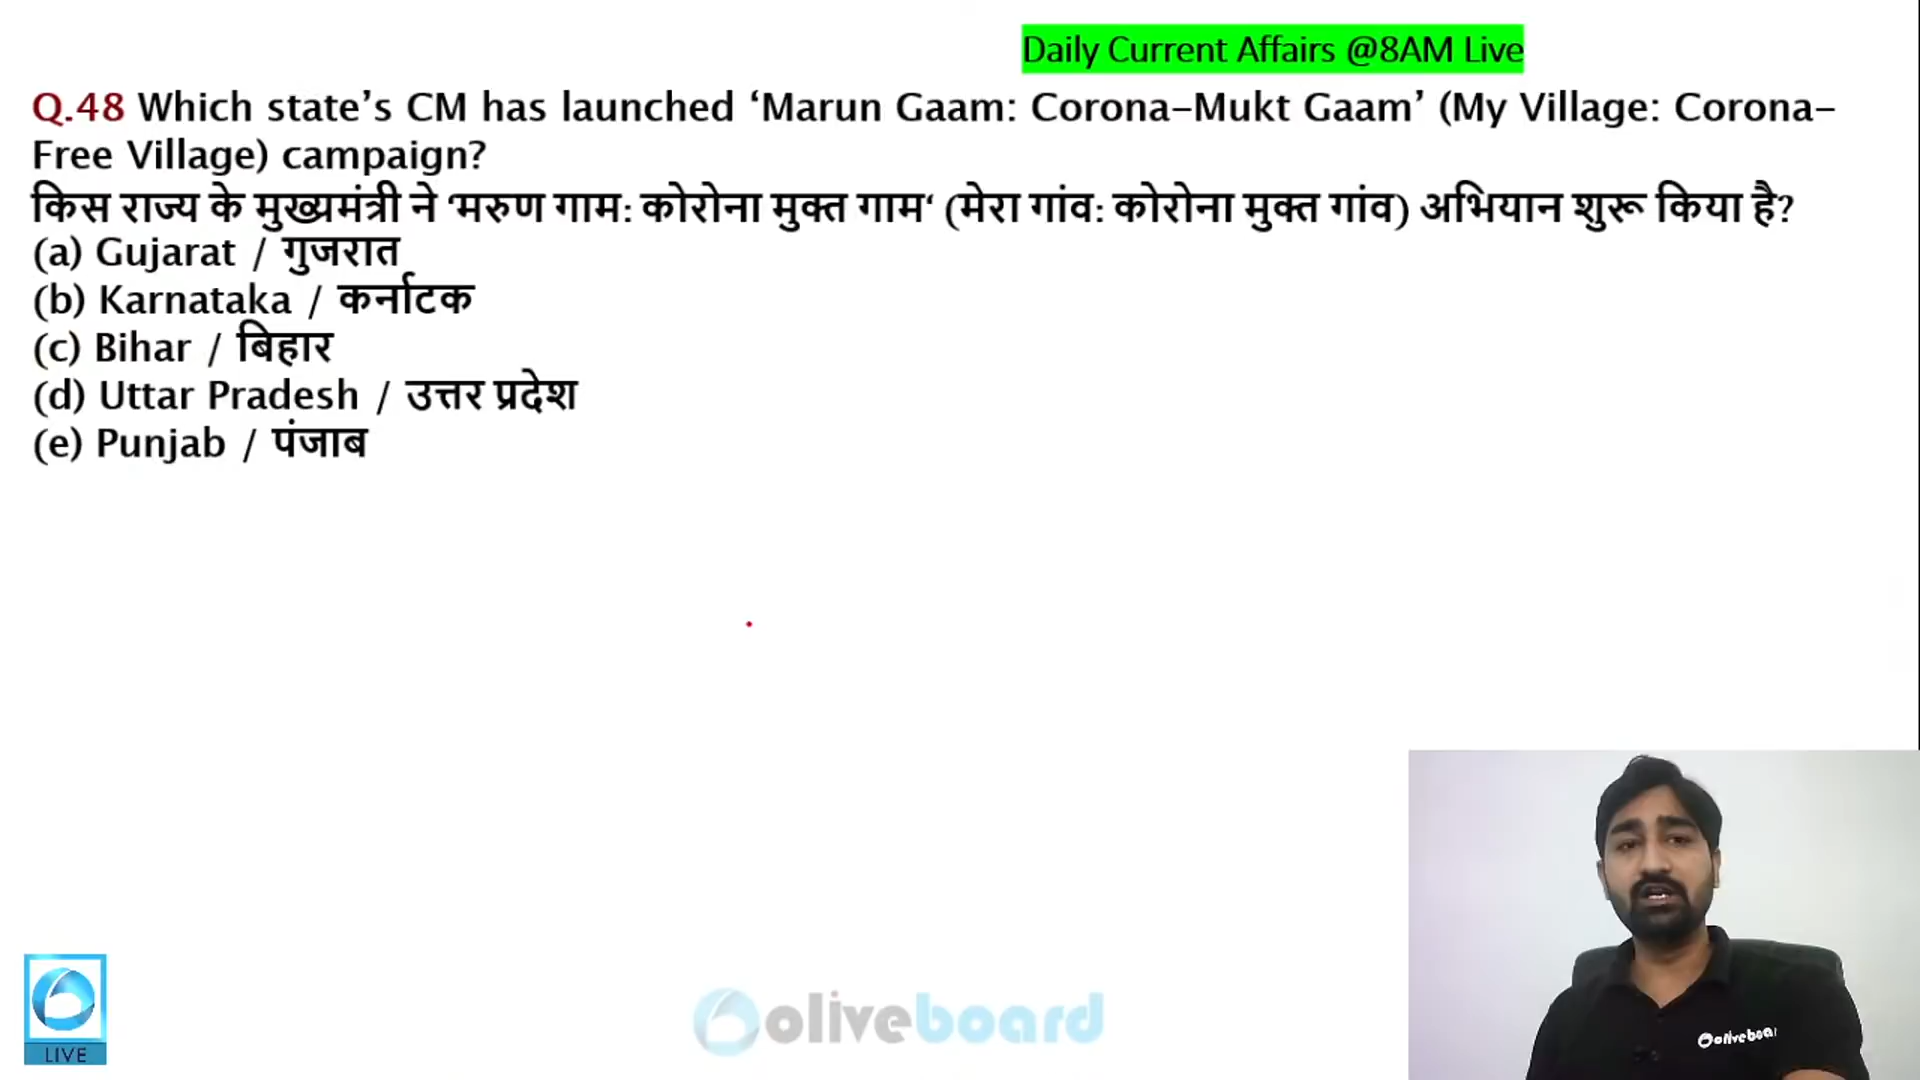 Daily Current Affairs @8AM Live
Q.48 Which state's CM has launched ‘Marun Gaam: Corona-Mukt Gaam’ (My Village: Corona-
Free Village) campaign?
किस राज्य के मुख्यमंत्री ने ‘मरुण गाम: कोरोना मुक्त गाम‘ (मेरा गांव: कोरोना मुक्त गांव) अभियान शुरू किया है?
(a) Gujarat / गुजरात
(b) Karnataka / कर्नाटक
(c) Bihar / बिहार
(d) Uttar Pradesh / उत्तर प्रदेश
(e) Punjab / पंजाब
LIVE
oliveboard
oliveboar